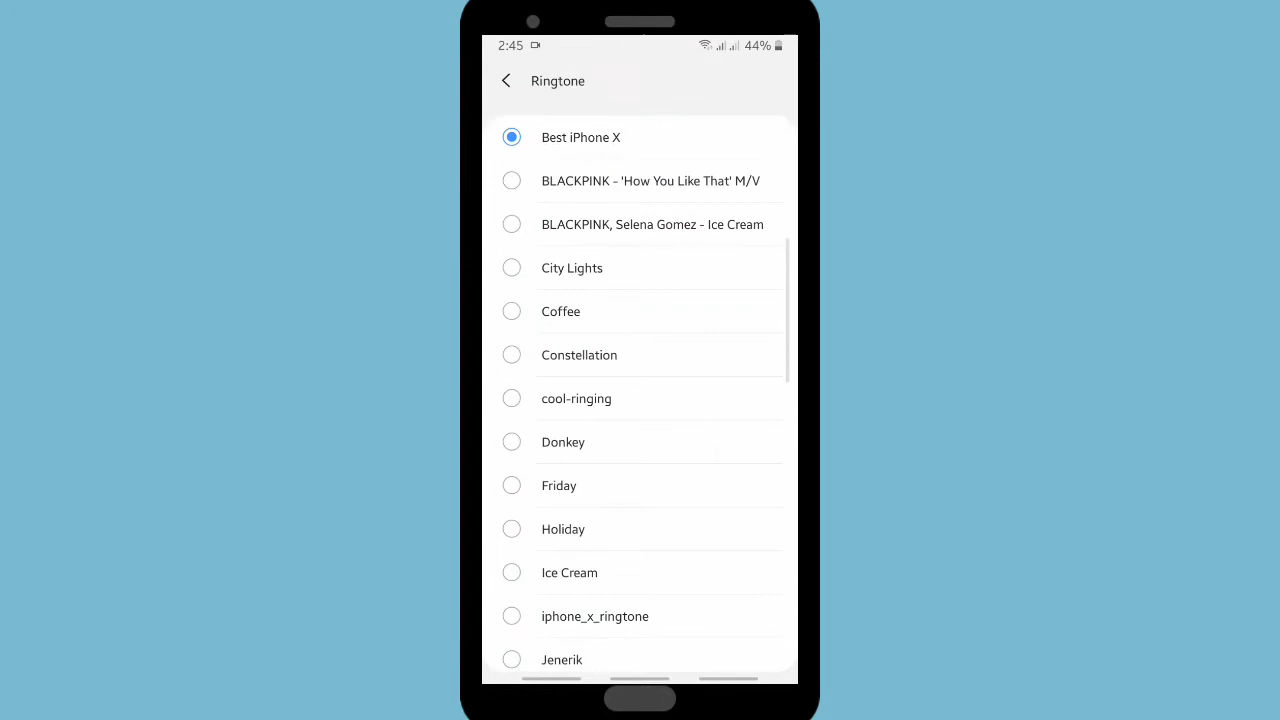 2:45 44%
Ringtone
Best iPhone X
BLACKPINK - 'How You Like That' M/V
BLACKPINK, Selena Gomez - Ice Cream
City Lights
Coffee
Constellation
cool-ringing
Donkey
Friday
Holiday
Ice Cream
iphone_x_ringtone
Jenerik